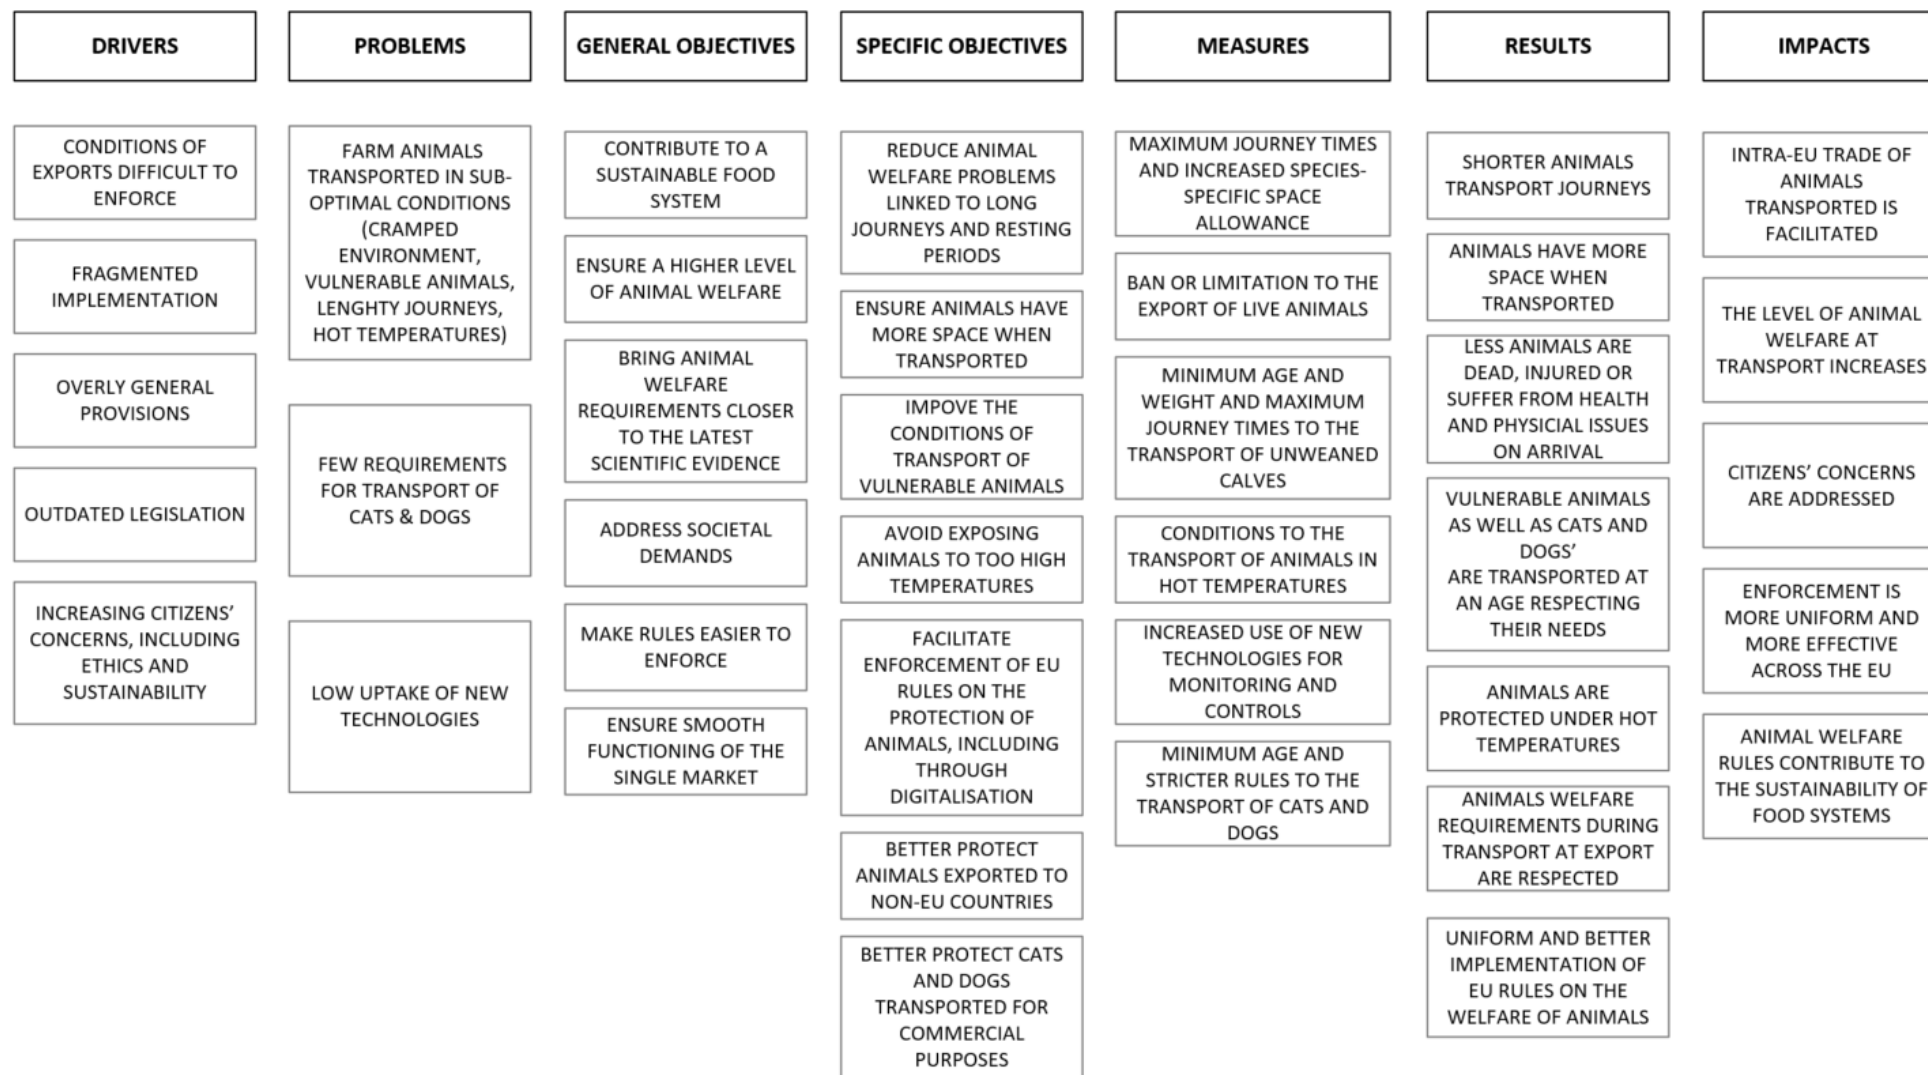 DRIVERS
PROBLEMS
GENERAL OBJECTIVES
SPECIFIC OBJECTIVES
MEASURES
RESULTS
IMPACTS
CONDITIONS OF
EXPORTS DIFFICULT TO
ENFORCE
FRAGMENTED
IMPLEMENTATION
OVERLY GENERAL
PROVISIONS
OUTDATED LEGISLATION
INCREASING CITIZENS’
CONCERNS, INCLUDING
ETHICS AND
SUSTAINABILITY
FARM ANIMALS
TRANSPORTED IN SUB-
OPTIMAL CONDITIONS
(CRAMPED
ENVIRONMENT,
VULNERABLE ANIMALS,
LENGHTY JOURNEYS,
HOT TEMPERATURES)
FEW REQUIREMENTS
FOR TRANSPORT OF
CATS & DOGS
LOW UPTAKE OF NEW
TECHNOLOGIES
CONTRIBUTE TO A
SUSTAINABLE FOOD
SYSTEM
ENSURE A HIGHER LEVEL
OF ANIMAL WELFARE
BRING ANIMAL
WELFARE
REQUIREMENTS CLOSER
TO THE LATEST
SCIENTIFIC EVIDENCE
ADDRESS SOCIETAL
DEMANDS
MAKE RULES EASIER TO
ENFORCE
ENSURE SMOOTH
FUNCTIONING OF THE
SINGLE MARKET
REDUCE ANIMAL
WELFARE PROBLEMS
LINKED TO LONG
JOURNEYS AND RESTING
PERIODS
ENSURE ANIMALS HAVE
MORE SPACE WHEN
TRANSPORTED
IMPOVE THE
CONDITIONS OF
TRANSPORT OF
VULNERABLE ANIMALS
AVOID EXPOSING
ANIMALS TO TOO HIGH
TEMPERATURES
FACILITATE
ENFORCEMENT OF EU
RULES ON THE
PROTECTION OF
ANIMALS, INCLUDING
THROUGH
DIGITALISATION
BETTER PROTECT
ANIMALS EXPORTED TO
NON-EU COUNTRIES
BETTER PROTECT CATS
AND DOGS
TRANSPORTED FOR
COMMERCIAL
PURPOSES
MAXIMUM JOURNEY TIMES
AND INCREASED SPECIES-
SPECIFIC SPACE
ALLOWANCE
BAN OR LIMITATION TO THE
EXPORT OF LIVE ANIMALS
MINIMUM AGE AND
WEIGHT AND MAXIMUM
JOURNEY TIMES TO THE
TRANSPORT OF UNWEANED
CALVES
CONDITIONS TO THE
TRANSPORT OF ANIMALS IN
HOT TEMPERATURES
INCREASED USE OF NEW
TECHNOLOGIES FOR
MONITORING AND
CONTROLS
MINIMUM AGE AND
STRICTER RULES TO THE
TRANSPORT OF CATS AND
DOGS
SHORTER ANIMALS
TRANSPORT JOURNEYS
ANIMALS HAVE MORE
SPACE WHEN
TRANSPORTED
LESS ANIMALS ARE
DEAD, INJURED OR
SUFFER FROM HEALTH
AND PHYSICIAL ISSUES
ON ARRIVAL
VULNERABLE ANIMALS
AS WELL AS CATS AND
DOGS’
ARE TRANSPORTED AT
AN AGE RESPECTING
THEIR NEEDS
ANIMALS ARE
PROTECTED UNDER HOT
TEMPERATURES
ANIMALS WELFARE
REQUIREMENTS DURING
TRANSPORT AT EXPORT
ARE RESPECTED
UNIFORM AND BETTER
IMPLEMENTATION OF
EU RULES ON THE
WELFARE OF ANIMALS
INTRA-EU TRADE OF
ANIMALS
TRANSPORTED IS
FACILITATED
THE LEVEL OF ANIMAL
WELFARE AT
TRANSPORT INCREASES
CITIZENS’ CONCERNS
ARE ADDRESSED
ENFORCEMENT IS
MORE UNIFORM AND
MORE EFFECTIVE
ACROSS THE EU
ANIMAL WELFARE
RULES CONTRIBUTE TO
THE SUSTAINABILITY OF
FOOD SYSTEMS